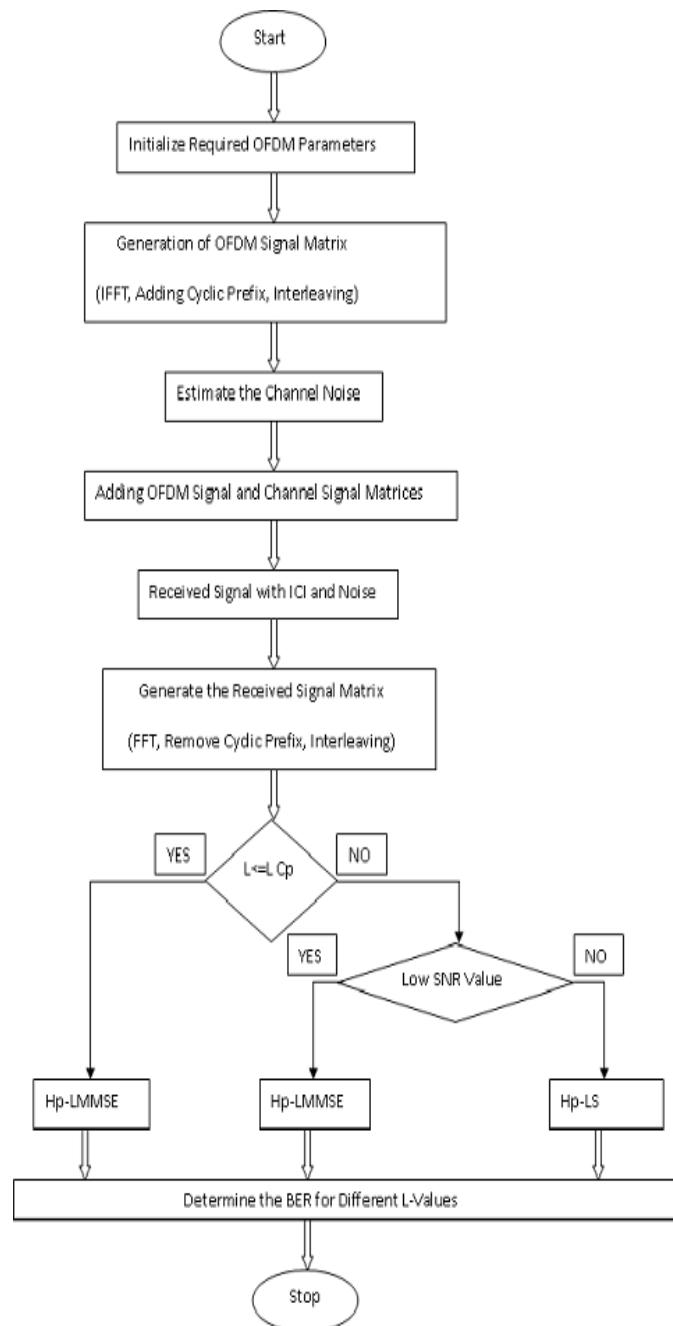 Start
Initialize Required OFDM Parameters
Generation of OFDM Signal Matrix
(IFFT, Adding Cyclic Prefix, Interleaving)
Estimate the Channel Noise
Adding OFDM Signal and Channel Signal Matrices
Received Signal with ICI and Noise
Generate the Received Signal Matrix
(FFT, Remove Cyclic Prefix, Interleaving)
YES
L<=L Cp
NO
YES
Low SNR Value
NO
Hp-LMMSE
Hp-LMMSE
Hp-LS
Determine the BER for Different L-Values
Stop